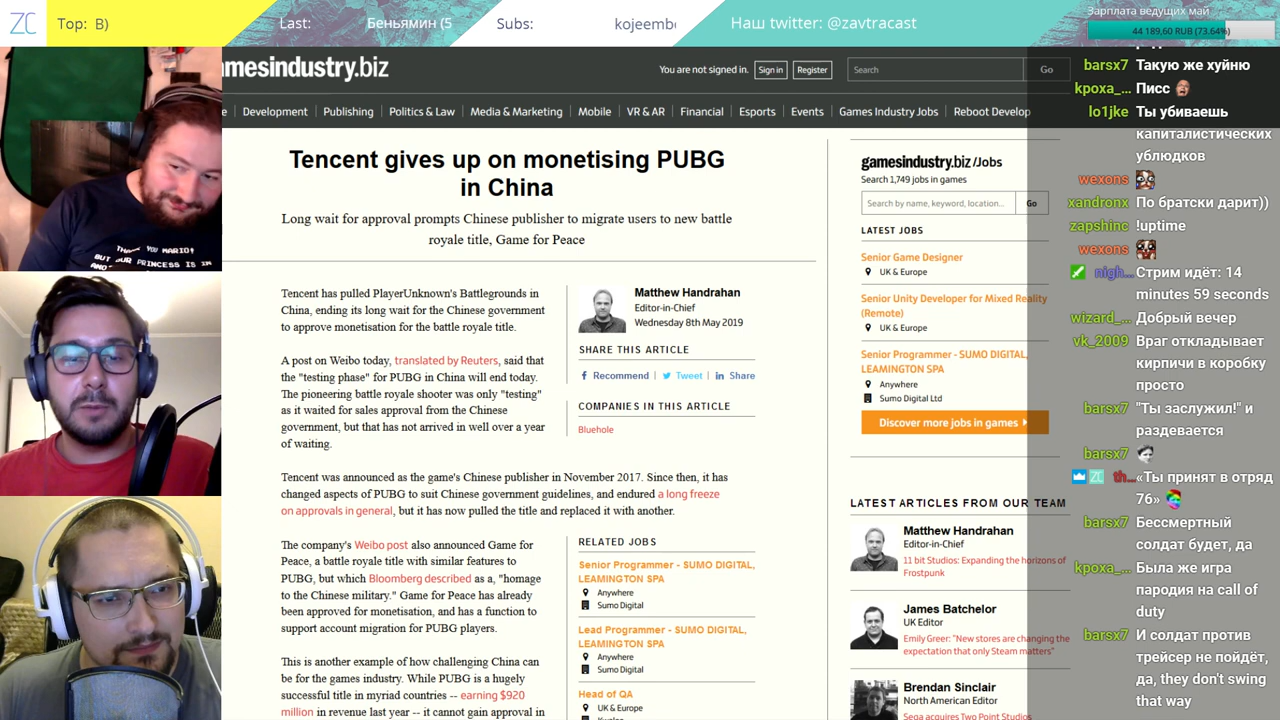 ZC
Top: B)
Last:
Беньямин (5
Subs:
kojeemb
Наш twitter: @zavtracast
Зарплата ведущих май
44 189,60 RUB (73.64%)
THANK YOU MARIO!
BUT OUR PRINCESS IS IN
amesindustry.biz
You are not signed in.
Sign in
Register
Search
Go
Development
Publishing
Politics & Law
Media & Marketing
Mobile
VR & AR
Financial
Esports
Events
Games Industry Jobs
Reboot Develop
Tencent gives up on monetising PUBG
in China
Long wait for approval prompts Chinese publisher to migrate users to new battle
royale title, Game for Peace
Tencent has pulled PlayerUnknown's Battlegrounds in
China, ending its long wait for the Chinese government
to approve monetisation for the battle royale title.
A post on Weibo today, translated by Reuters, said that
the "testing phase" for PUBG in China will end today.
The pioneering battle royale shooter was only "testing"
as it waited for sales approval from the Chinese
government, but that has not arrived in well over a year
of waiting.
Matthew Handrahan
Editor-in-Chief
Wednesday 8th May 2019
SHARE THIS ARTICLE
Recommend
Tweet
Share
COMPANIES IN THIS ARTICLE
Bluehole
Tencent was announced as the game's Chinese publisher in November 2017. Since then, it has
changed aspects of PUBG to suit Chinese government guidelines, and endured a long freeze
on approvals in general, but it has now pulled the title and replaced it with another.
The company's Weibo post also announced Game for
Peace, a battle royale title with similar features to
PUBG, but which Bloomberg described as a, "homage
to the Chinese military." Game for Peace has already
been approved for monetisation, and has a function to
support account migration for PUBG players.
This is another example of how challenging China can
be for the games industry. While PUBG is a hugely
successful title in myriad countries -- earning $920
million in revenue last year -- it cannot gain approval in
RELATED JOBS
Senior Programmer - SUMO DIGITAL,
LEAMINGTON SPA
Anywhere
Sumo Digital
Lead Programmer - SUMO DIGITAL,
LEAMINGTON SPA
Anywhere
Sumo Digital
Head of QA
UK & Europe
gamesindustry.biz/Jobs
Search 1,749 jobs in games
Search by name, keyword, location...
Go
LATEST JOBS
Senior Game Designer
UK & Europe
Senior Unity Developer for Mixed Reality
(Remote)
UK & Europe
Senior Programmer - SUMO DIGITAL,
LEAMINGTON SPA
Anywhere
Sumo Digital Ltd
Discover more jobs in games
LATEST ARTICLES FROM OUR TEAM
Matthew Handrahan
Editor-in-Chief
11 bit Studios: Expanding the horizons of
Frostpunk
James Batchelor
UK Editor
Emily Greer: "New stores are changing the
expectation that only Steam matters"
Brendan Sinclair
North American Editor
Sega acquires Two Point Studios
barsx7 Такую же хуйню
kpoxa_... Писс
lo1jke Ты убиваешь
капиталистических
ублюдков
wexons
xandronx По братски дарит))
zapshinc !uptime
wexons
nigh... Стрим идёт: 14
minutes 59 seconds
wizard_... Добрый вечер
vk_2009 Враг откладывает
кирпичи в коробку
просто
barsx7 "Ты заслужил!" и
раздевается
barsx7
th... «Ты принят в отряд
76»
barsx7 Бессмертный
солдат будет, да
kpoxa_... Была же игра
пародия на call of
duty
barsx7 И солдат против
трейсер не пойдёт,
да, they don't swing
that way